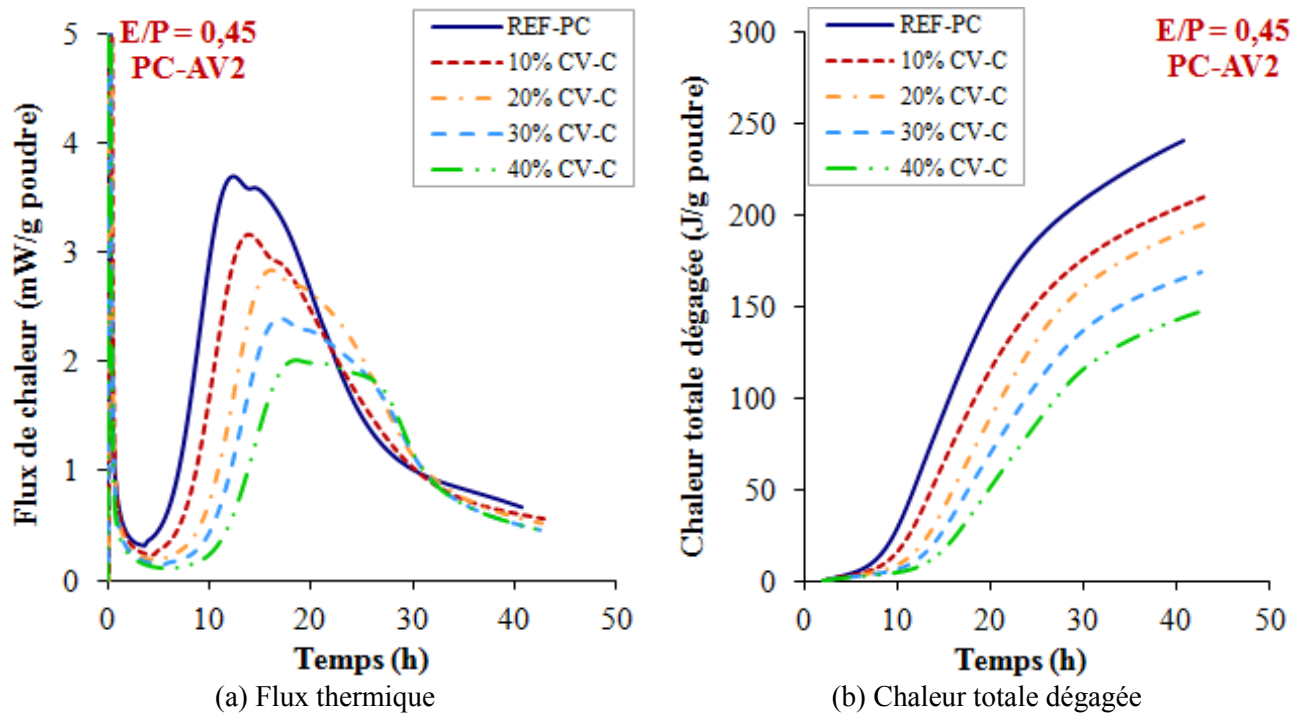 E/P = 0,45
PC-AV2
REF-PC
10% CV-C
20% CV-C
30% CV-C
40% CV-C
Flux de chaleur (mW/g poudre)
5
4
3
2
1
0
0
10
20
30
40
50
Temps (h)
(a) Flux thermique
REF-PC
10% CV-C
20% CV-C
30% CV-C
40% CV-C
E/P = 0,45
PC-AV2
Chaleur totale dégagée (J/g poudre)
300
250
200
150
100
50
0
0
10
20
30
40
50
Temps (h)
(b) Chaleur totale dégagée